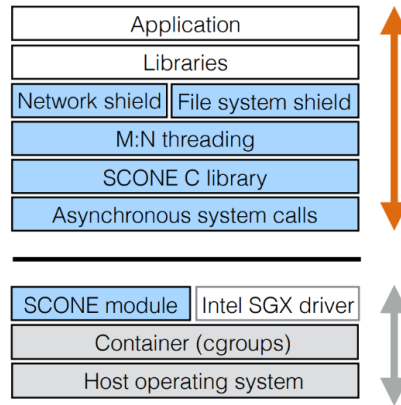 Application
Libraries
Network shield File system shield
M:N threading
SCONE C library
Asynchronous system calls
SCONE module Intel SGX driver
Container (cgroups)
Host operating system